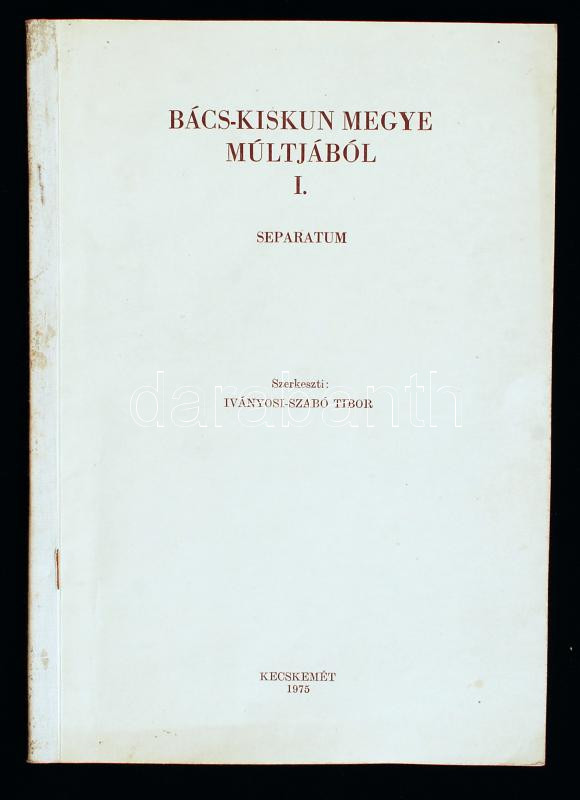 BÁCS-KISKUN MEGYE
MÚLTJÁBÓL
I.
SEPARATUM
Szerkeszti:
IVÁNYOSI-SZABÓ TIBOR
darabanth
KECSKEMÉT
1975